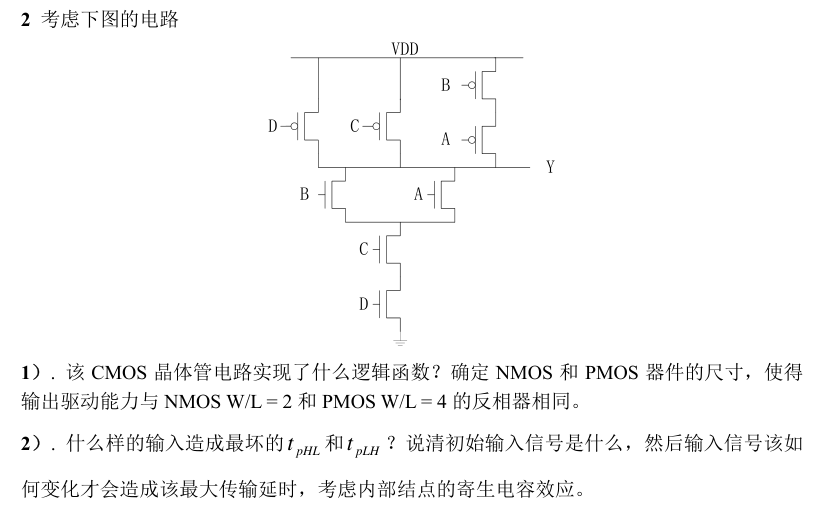 2 考虑下图的电路
VDD
B
D
C
A
Y
B
A
C
D
1）. 该 CMOS 晶体管电路实现了什么逻辑函数？确定 NMOS 和 PMOS 器件的尺寸，使得
输出驱动能力与 NMOS W/L = 2 和 PMOS W/L = 4 的反相器相同。
2）. 什么样的输入造成最坏的 t pHL 和 t pLH ？说清初始输入信号是什么，然后输入信号该如
何变化才会造成该最大传输延时，考虑内部结点的寄生电容效应。